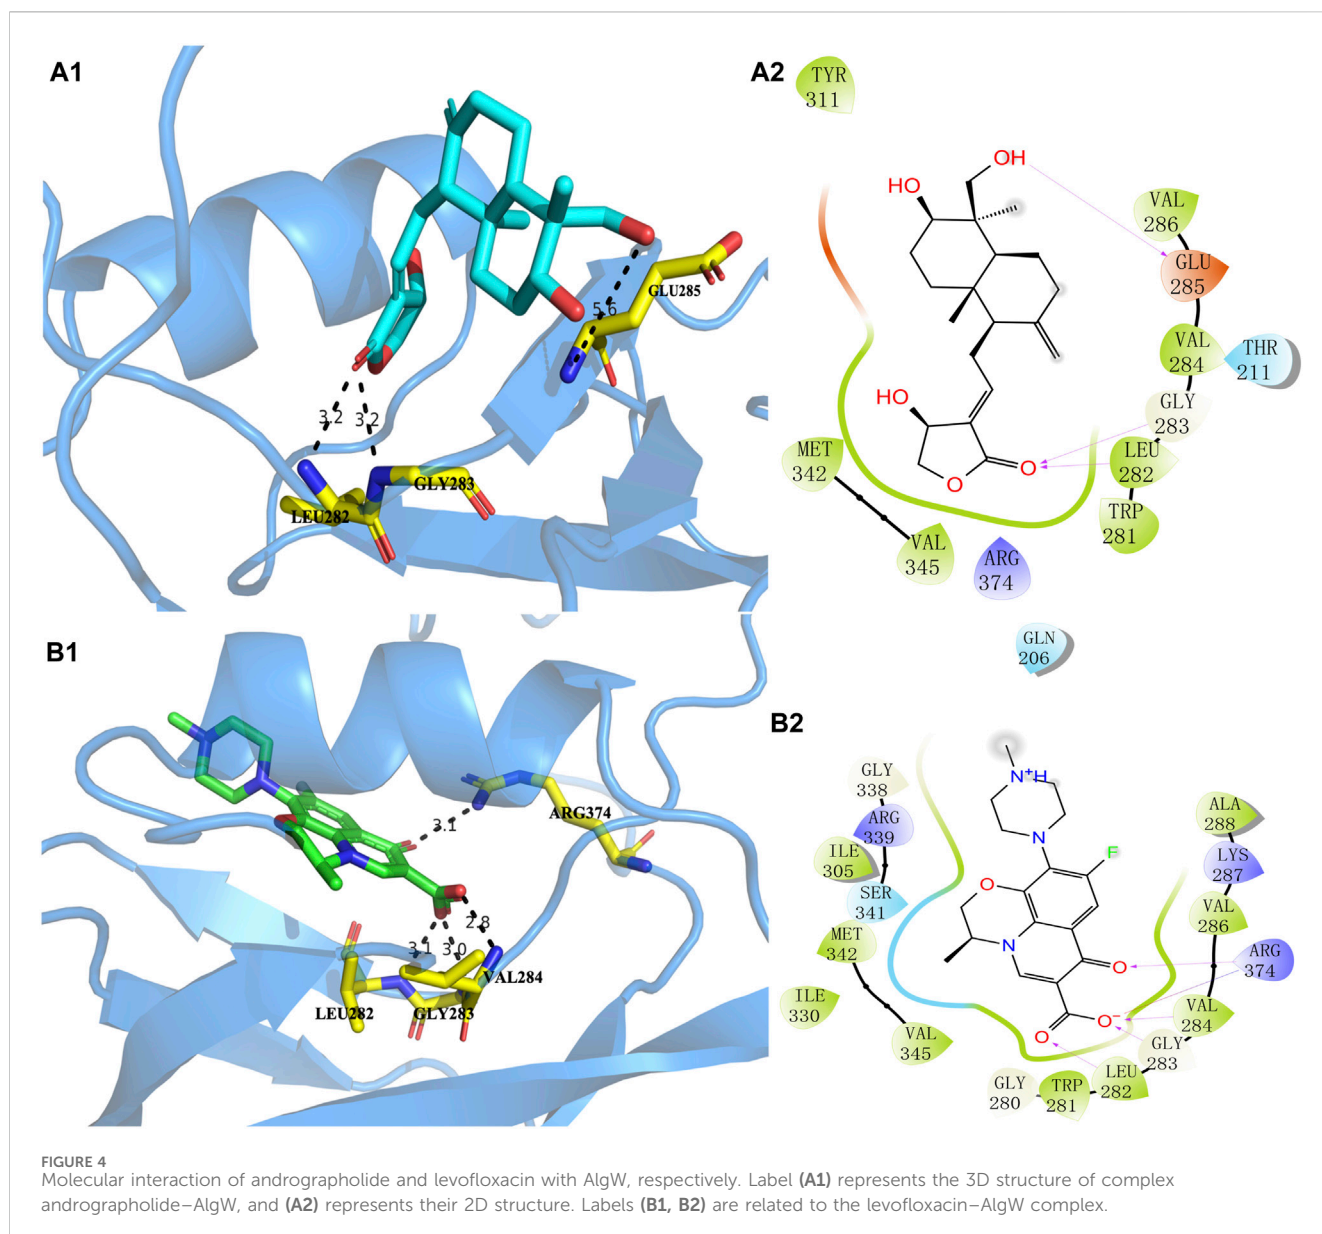 A1
GLU285
5.6
3.2
3.2
GLY283
LEU282
A2
TYR
311
OH
HO
VAL
286
GLU
285
VAL
284
THR
211
GLY
283
HO
MET
342
LEU
282
O
O
TRP
281
VAL
345
ARG
374
GLN
206
B1
3.1
ARG374
2.8
3.1
3.0
VAL284
LEU282
GLY283
B2
GLY
338
N+H
ARG
339
ALA
288
ILE
305
N
F
LYS
287
SER
341
O
VAL
286
MET
342
N
O
ARG
374
ILE
330
O-
VAL
284
VAL
345
O
GLY
283
GLY
280
TRP
281
LEU
282
FIGURE 4
Molecular interaction of andrographolide and levofloxacin with AlgW, respectively. Label (A1) represents the 3D structure of complex
andrographolide–AlgW, and (A2) represents their 2D structure. Labels (B1, B2) are related to the levofloxacin–AlgW complex.